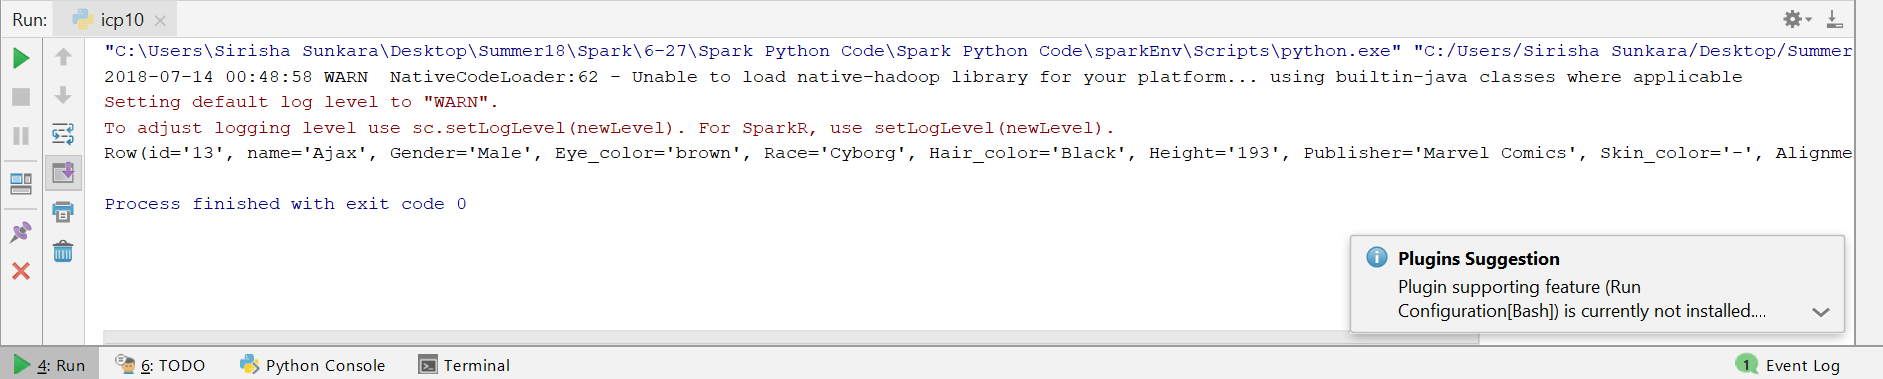 Run: icp10
"C:\Users\Sirisha Sunkara\Desktop\Summer18\Spark\6-27\Spark Python Code\Spark Python Code\sparkEnv\Scripts\python.exe" "C:/Users/Sirisha Sunkara/Desktop/Summer
2018-07-14 00:48:58 WARN  NativeCodeLoader:62 - Unable to load native-hadoop library for your platform... using builtin-java classes where applicable
Setting default log level to "WARN".
To adjust logging level use sc.setLogLevel(newLevel). For SparkR, use setLogLevel(newLevel).
Row(id='13', name='Ajax', Gender='Male', Eye_color='brown', Race='Cyborg', Hair_color='Black', Height='193', Publisher='Marvel Comics', Skin_color='-', Alignme
Process finished with exit code 0
Plugins Suggestion
Plugin supporting feature (Run
Configuration[Bash]) is currently not installed....
4: Run 6: TODO Python Console Terminal 1 Event Log